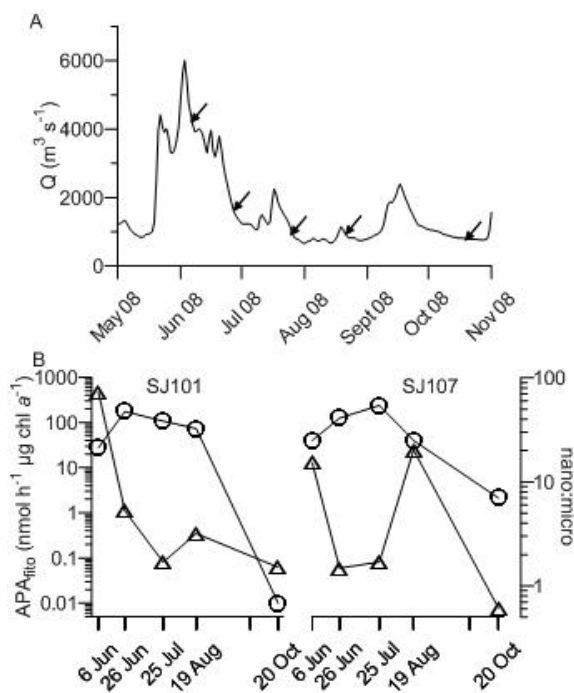 A
Q (m³ s⁻¹)
6000
4000
2000
0
May 08
Jun 08
Jul 08
Aug 08
Sept 08
Oct 08
Nov 08
B
SJ101
SJ107
APAfito (nmol h⁻¹ µg chl a⁻¹)
1000
100
10
1
0.1
0.01
100
10
1
nano:micro
6 Jun
26 Jun
25 Jul
19 Aug
20 Oct
6 Jun
26 Jun
25 Jul
19 Aug
20 Oct